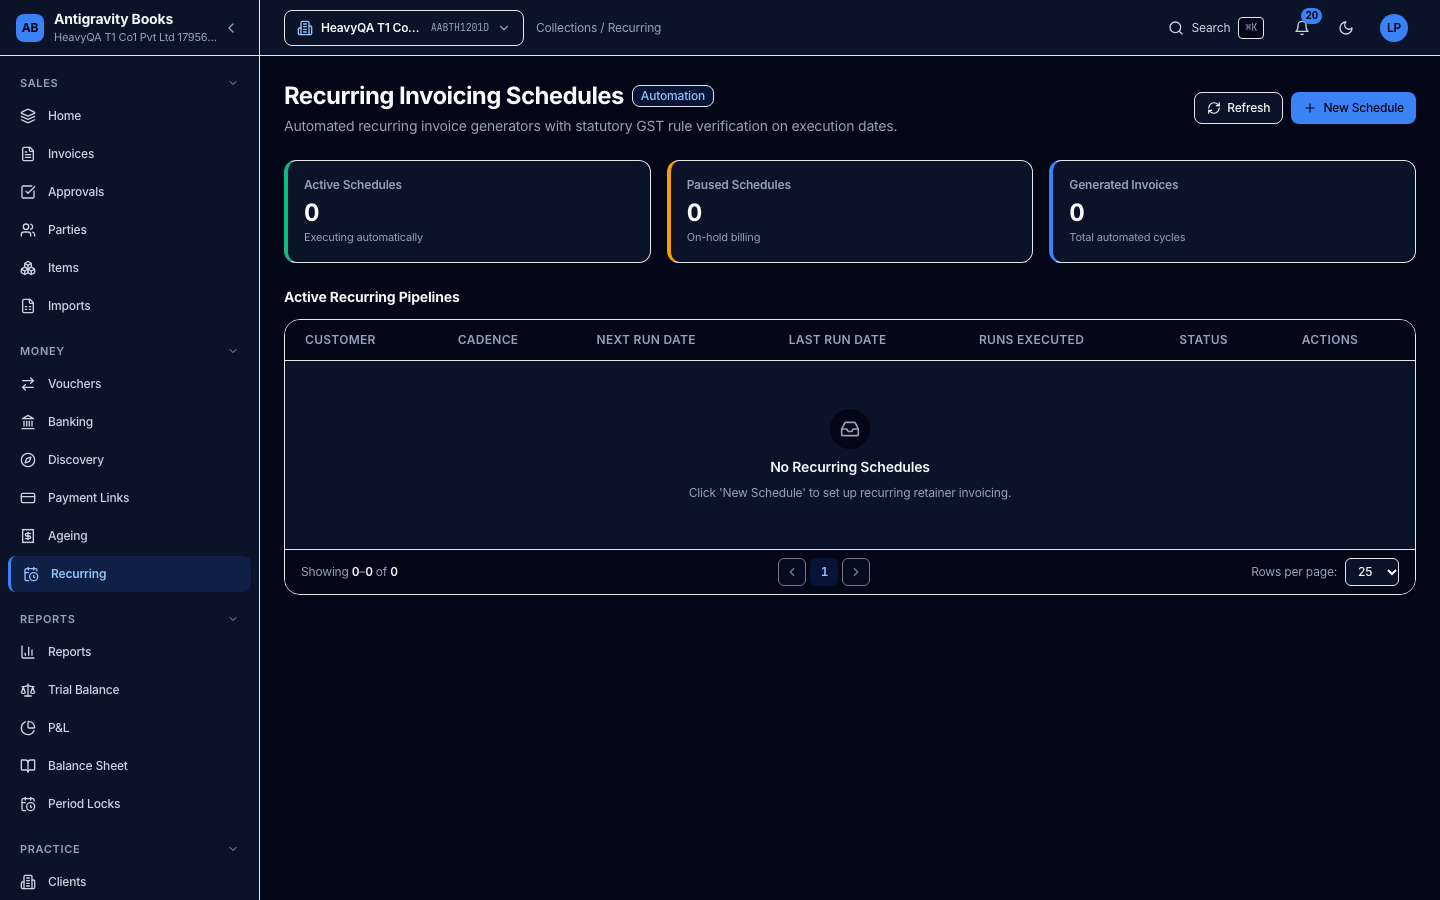 AB
Antigravity Books
HeavyQA T1 Co1 Pvt Ltd 17956...
HeavyQA T1 Co... AABTH1201D
Collections / Recurring
Search ⌘K
20
LP
SALES
Home
Invoices
Approvals
Parties
Items
Imports
MONEY
Vouchers
Banking
Discovery
Payment Links
Ageing
Recurring
REPORTS
Reports
Trial Balance
P&L
Balance Sheet
Period Locks
PRACTICE
Clients
Recurring Invoicing Schedules Automation
Automated recurring invoice generators with statutory GST rule verification on execution dates.
Refresh
New Schedule
Active Schedules
0
Executing automatically
Paused Schedules
0
On-hold billing
Generated Invoices
0
Total automated cycles
Active Recurring Pipelines
CUSTOMER CADENCE NEXT RUN DATE LAST RUN DATE RUNS EXECUTED STATUS ACTIONS
No Recurring Schedules
Click 'New Schedule' to set up recurring retainer invoicing.
Showing 0–0 of 0
1
Rows per page: 25